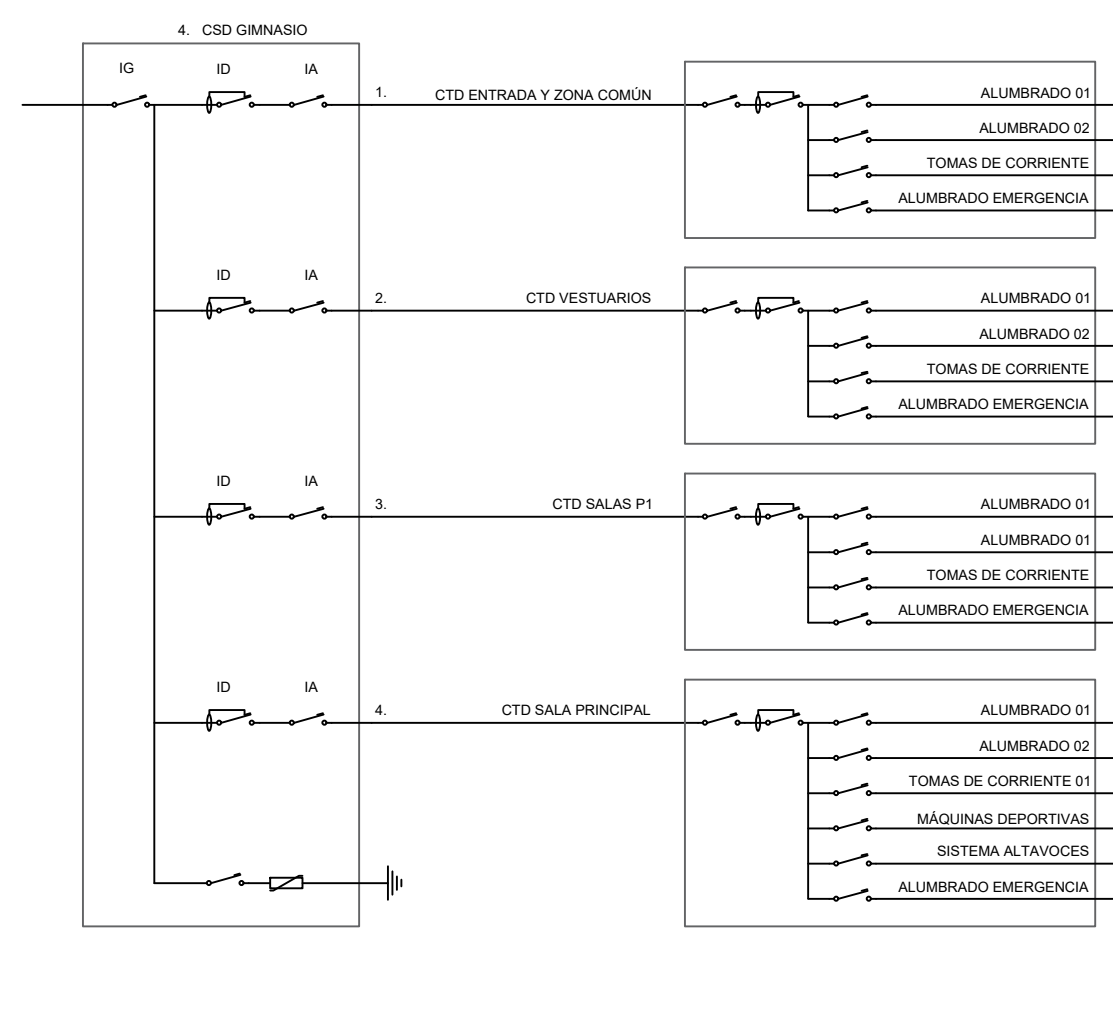 4. CSD GIMNASIO
IG
ID
IA
1.
CTD ENTRADA Y ZONA COMÚN
ALUMBRADO 01
ALUMBRADO 02
TOMAS DE CORRIENTE
ALUMBRADO EMERGENCIA
ID
IA
2.
CTD VESTUARIOS
ALUMBRADO 01
ALUMBRADO 02
TOMAS DE CORRIENTE
ALUMBRADO EMERGENCIA
ID
IA
3.
CTD SALAS P1
ALUMBRADO 01
ALUMBRADO 01
TOMAS DE CORRIENTE
ALUMBRADO EMERGENCIA
ID
IA
4.
CTD SALA PRINCIPAL
ALUMBRADO 01
ALUMBRADO 02
TOMAS DE CORRIENTE 01
MÁQUINAS DEPORTIVAS
SISTEMA ALTAVOCES
ALUMBRADO EMERGENCIA